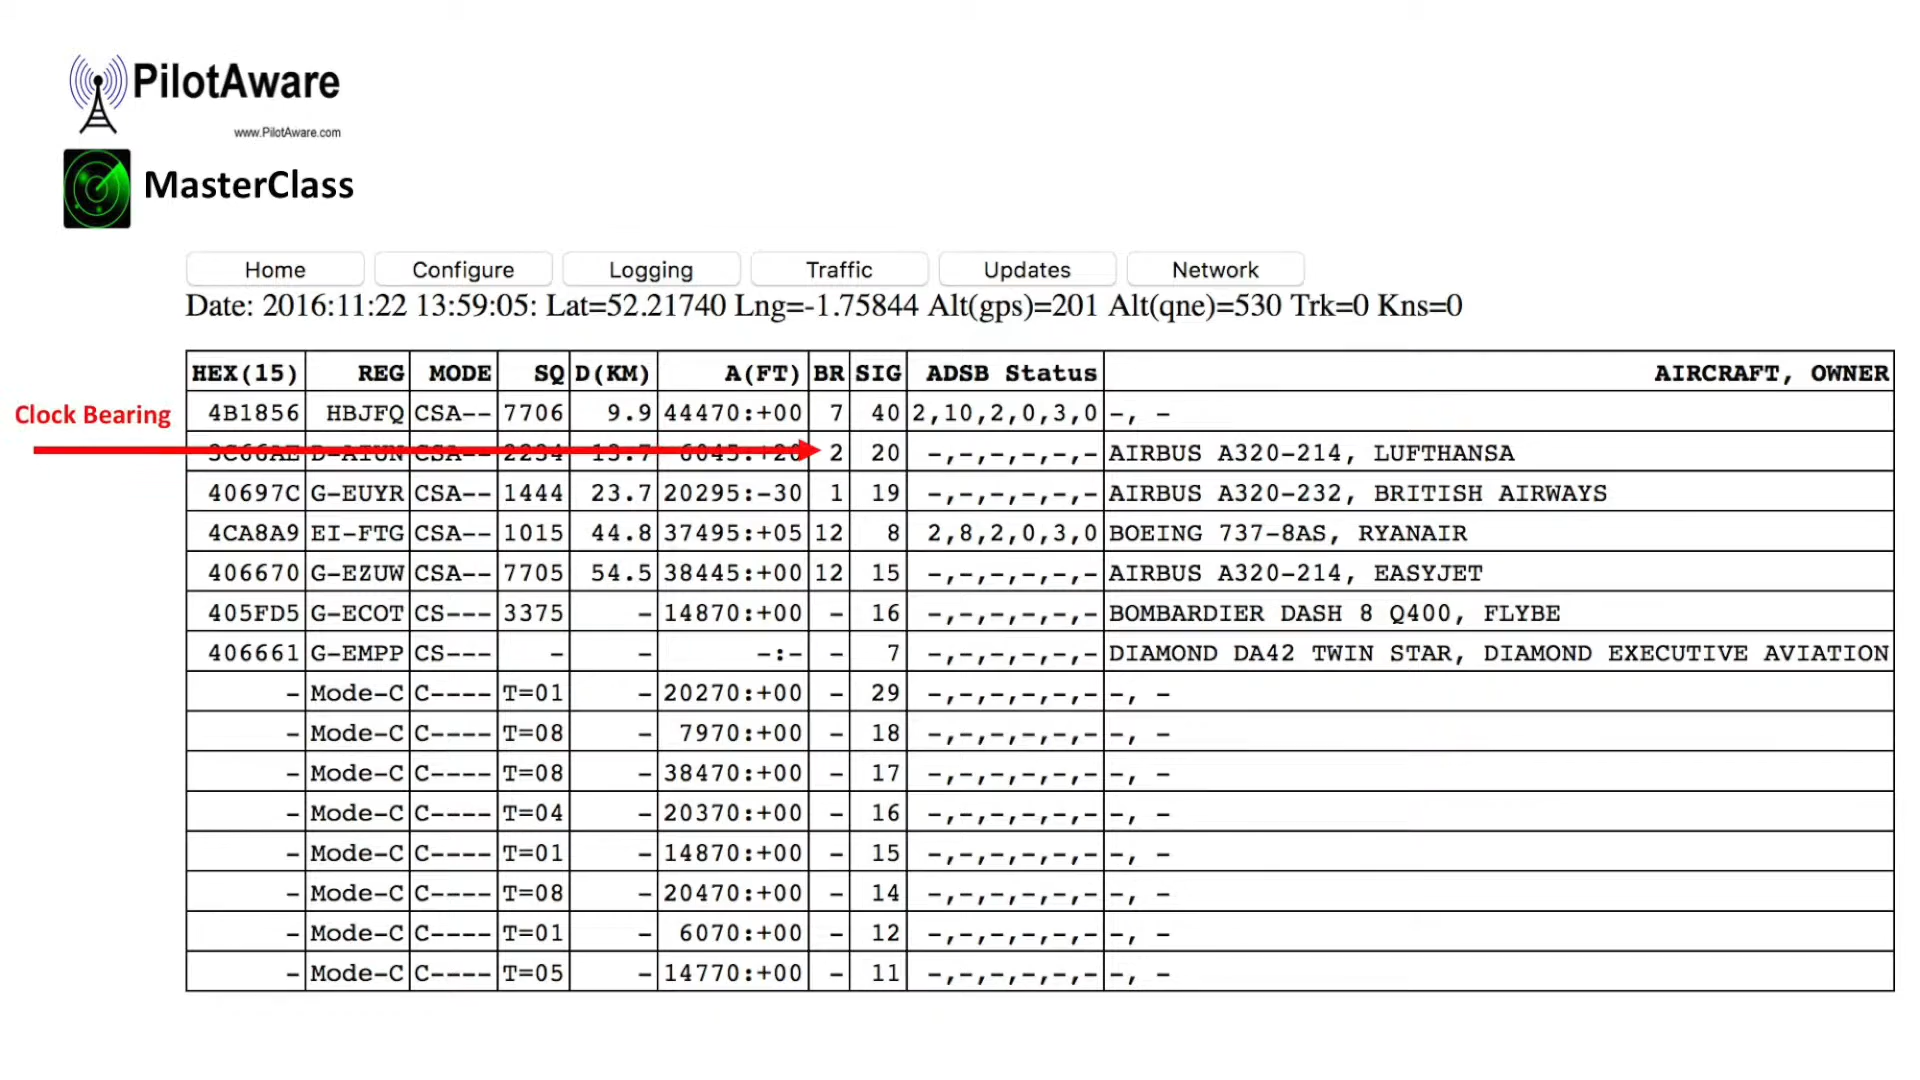 PilotAware
www.PilotAware.com
MasterClass
Home Configure Logging Traffic Updates Network
Date: 2016:11:22 13:59:05: Lat=52.21740 Lng=-1.75844 Alt(gps)=201 Alt(qne)=530 Trk=0 Kns=0
HEX(15) REG MODE SQ D(KM) A(FT) BR SIG ADSB Status AIRCRAFT, OWNER
Clock Bearing
4B1856 HBJFQ CSA-- 7706 9.9 44470:+00 7 40 2,10,2,0,3,0 -, -
3C66AE D-AIUN CSA-- 2234 13.7 6045:+20 2 20 -,-,-,-,-,- AIRBUS A320-214, LUFTHANSA
40697C G-EUYR CSA-- 1444 23.7 20295:-30 1 19 -,-,-,-,-,- AIRBUS A320-232, BRITISH AIRWAYS
4CA8A9 EI-FTG CSA-- 1015 44.8 37495:+05 12 8 2,8,2,0,3,0 BOEING 737-8AS, RYANAIR
406670 G-EZUW CSA-- 7705 54.5 38445:+00 12 15 -,-,-,-,-,- AIRBUS A320-214, EASYJET
405FD5 G-ECOT CS--- 3375 - 14870:+00 - 16 -,-,-,-,-,- BOMBARDIER DASH 8 Q400, FLYBE
406661 G-EMPP CS--- - - -:- - 7 -,-,-,-,-,- DIAMOND DA42 TWIN STAR, DIAMOND EXECUTIVE AVIATION
- Mode-C C---- T=01 - 20270:+00 - 29 -,-,-,-,-,- -, -
- Mode-C C---- T=08 - 7970:+00 - 18 -,-,-,-,-,- -, -
- Mode-C C---- T=08 - 38470:+00 - 17 -,-,-,-,-,- -, -
- Mode-C C---- T=04 - 20370:+00 - 16 -,-,-,-,-,- -, -
- Mode-C C---- T=01 - 14870:+00 - 15 -,-,-,-,-,- -, -
- Mode-C C---- T=08 - 20470:+00 - 14 -,-,-,-,-,- -, -
- Mode-C C---- T=01 - 6070:+00 - 12 -,-,-,-,-,- -, -
- Mode-C C---- T=05 - 14770:+00 - 11 -,-,-,-,-,- -, -